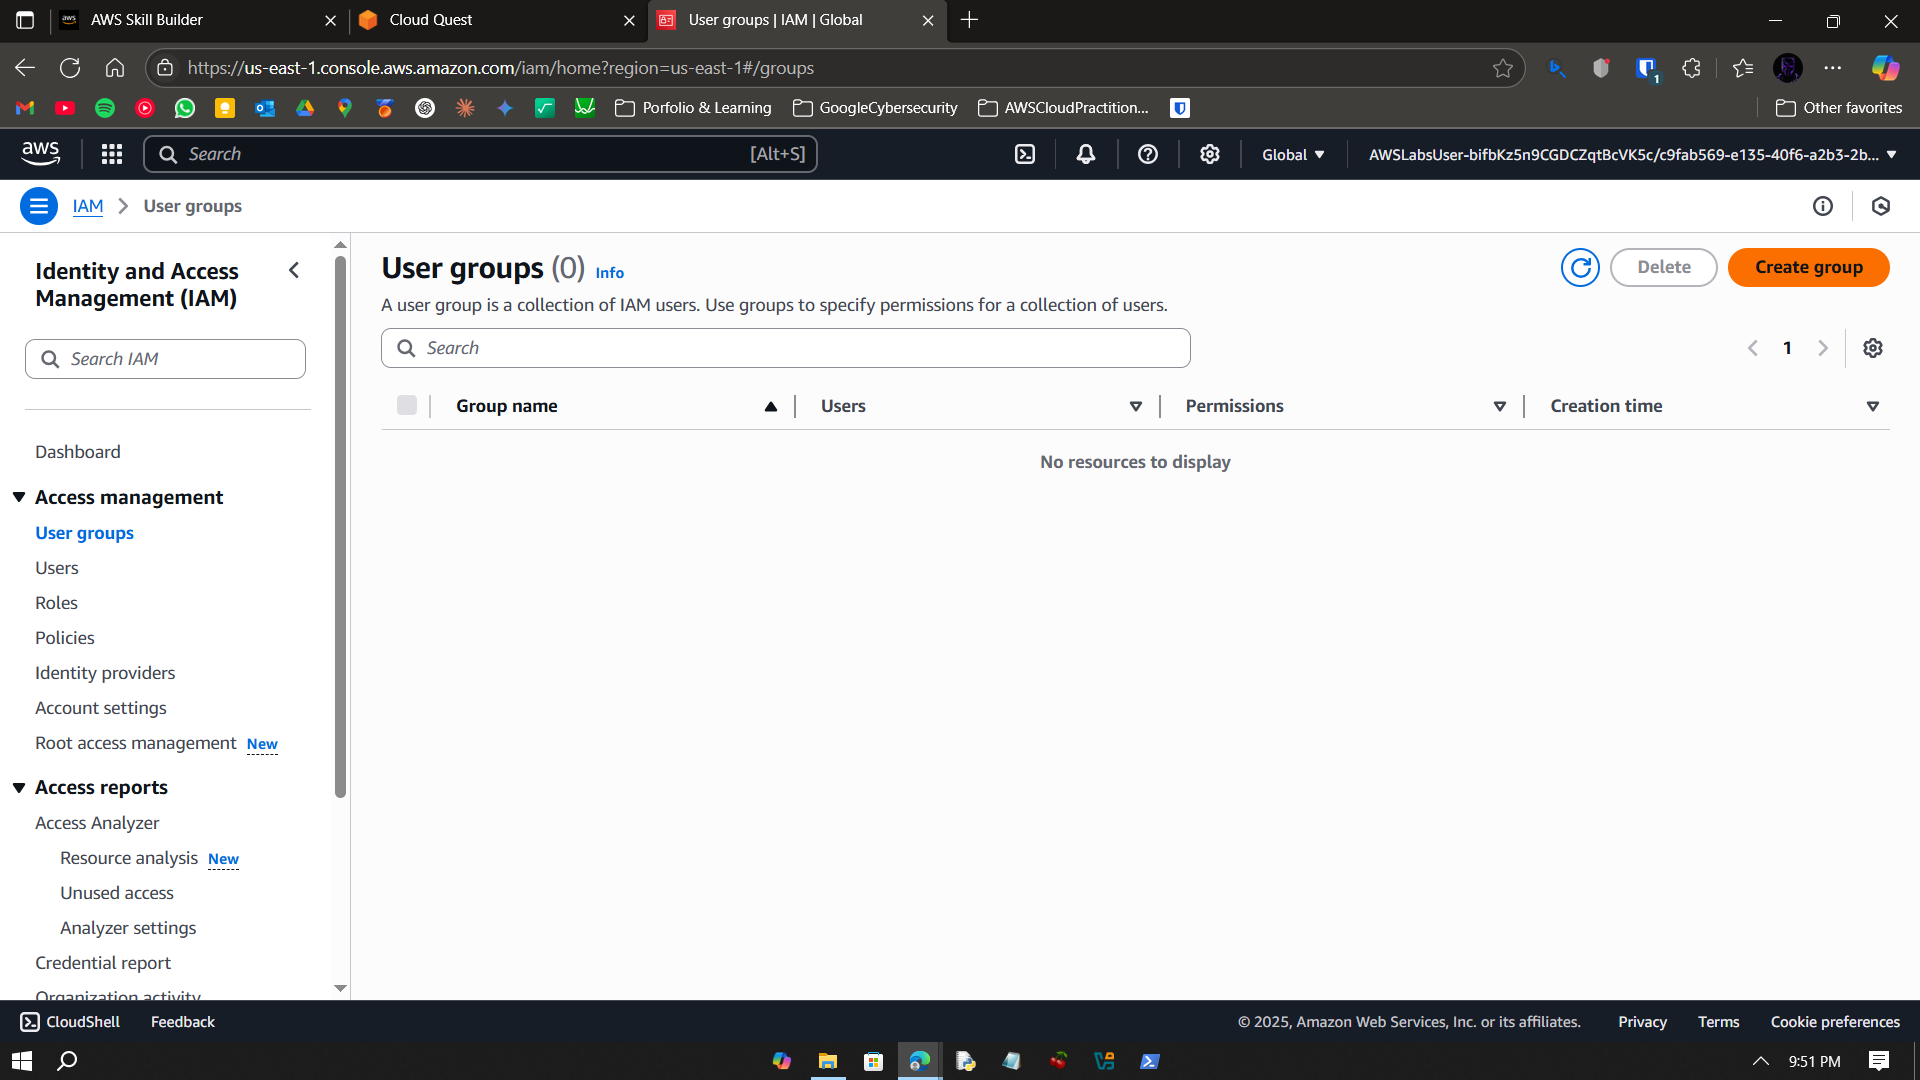 AWS Skill Builder
Cloud Quest
User groups | IAM | Global
https://us-east-1.console.aws.amazon.com/iam/home?region=us-east-1#/groups
1
Porfolio & Learning
GoogleCybersecurity
AWSCloudPractition...
Other favorites
aws
Search
[Alt+S]
Global
AWSLabsUser-bifbKz5n9CGDCZqtBcVK5c/c9fab569-e135-40f6-a2b3-2b...
IAM
User groups
Identity and Access
Management (IAM)
Search IAM
Dashboard
Access management
User groups
Users
Roles
Policies
Identity providers
Account settings
Root access management New
Access reports
Access Analyzer
Resource analysis New
Unused access
Analyzer settings
Credential report
Organization activity
User groups (0) Info
Delete
Create group
A user group is a collection of IAM users. Use groups to specify permissions for a collection of users.
Search
1
Group name
Users
Permissions
Creation time
No resources to display
CloudShell
Feedback
© 2025, Amazon Web Services, Inc. or its affiliates.
Privacy
Terms
Cookie preferences
9:51 PM